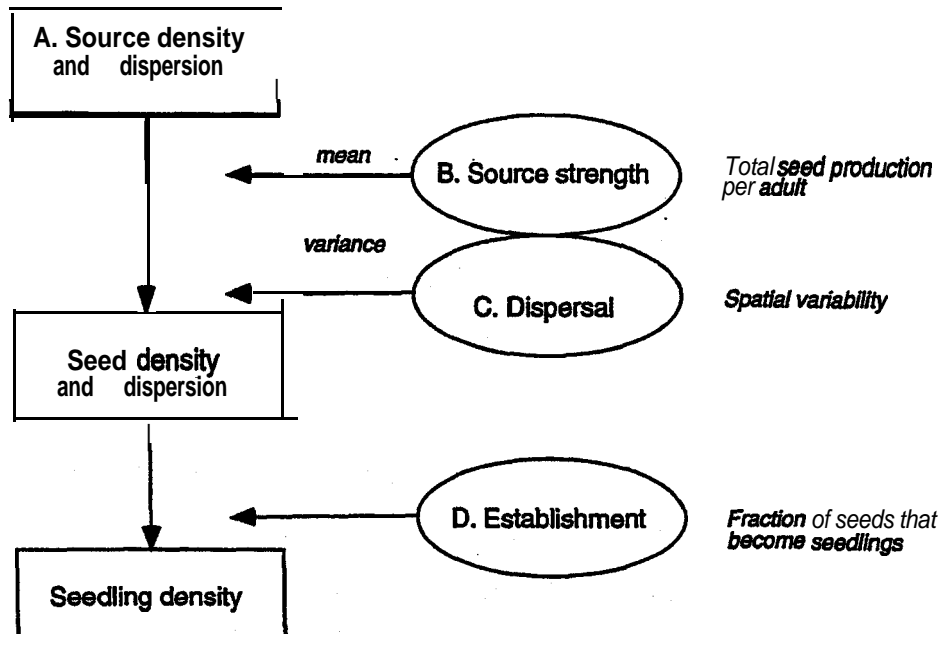 A. Source density
and dispersion
mean
B. Source strength
Total seed production
per adult
variance
C. Dispersal
Spatial variability
Seed density
and dispersion
D. Establishment
Fraction of seeds that
become seedlings
Seedling density